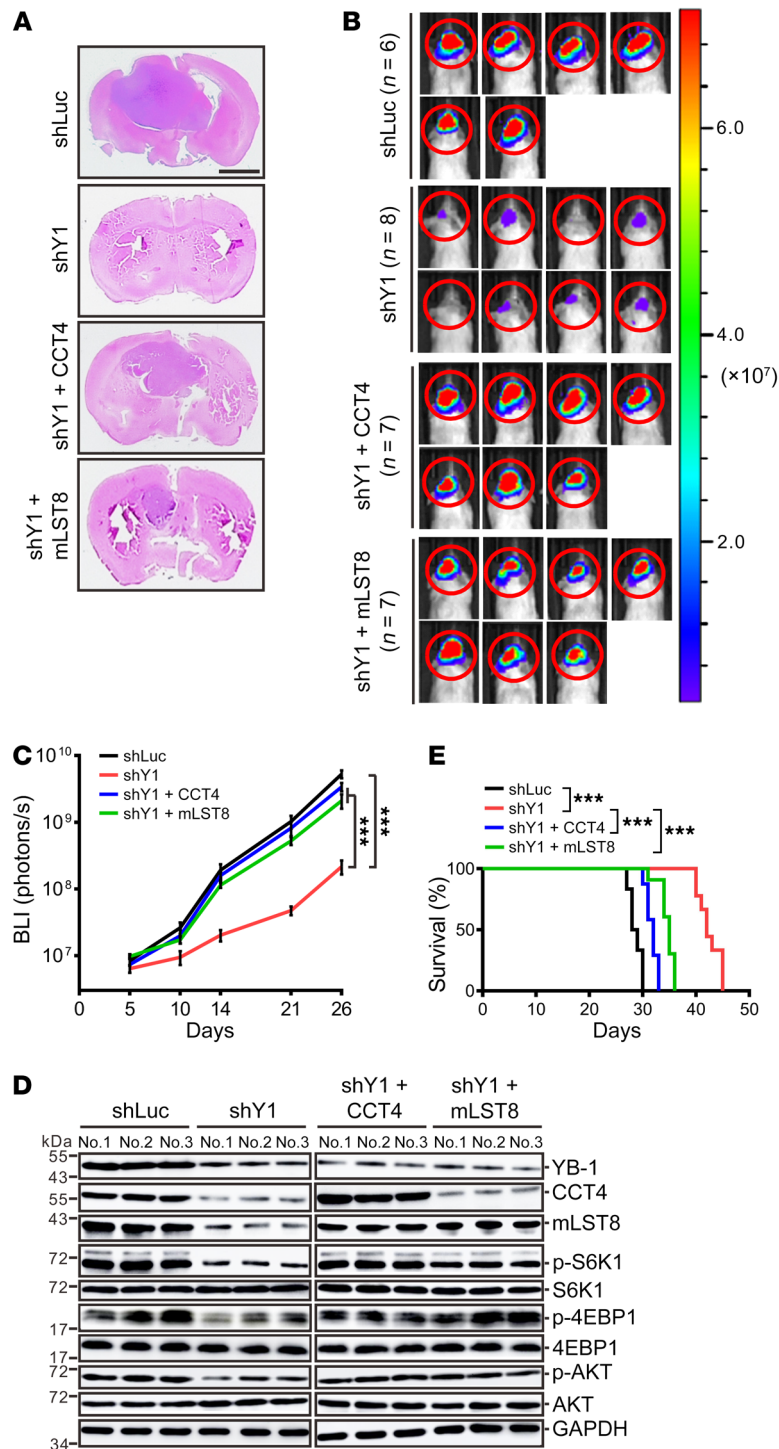 A
shLuc
shY1
shY1 + CCT4
shY1 +
mLST8
B
shLuc (n = 6)
shY1 (n = 8)
shY1 + CCT4
(n = 7)
shY1 + mLST8
(n = 7)
6.0
4.0
(×10⁷)
2.0
C
shLuc
shY1
shY1 + CCT4
shY1 + mLST8
BLI (photons/s)
10¹⁰
10⁹
10⁸
10⁷
0 5 10 14 21 26
Days
***
***
E
shLuc
shY1
shY1 + CCT4
shY1 + mLST8
***
***
***
Survival (%)
100
50
0
0 10 20 30 40 50
Days
D
shLuc shY1 shY1 + CCT4 shY1 + mLST8
kDa No.1 No.2 No.3 No.1 No.2 No.3 No.1 No.2 No.3 No.1 No.2 No.3
55
43 YB-1
55 CCT4
43 mLST8
72 p-S6K1
72 S6K1
17 p-4EBP1
17 4EBP1
72 p-AKT
72 AKT
34 GAPDH